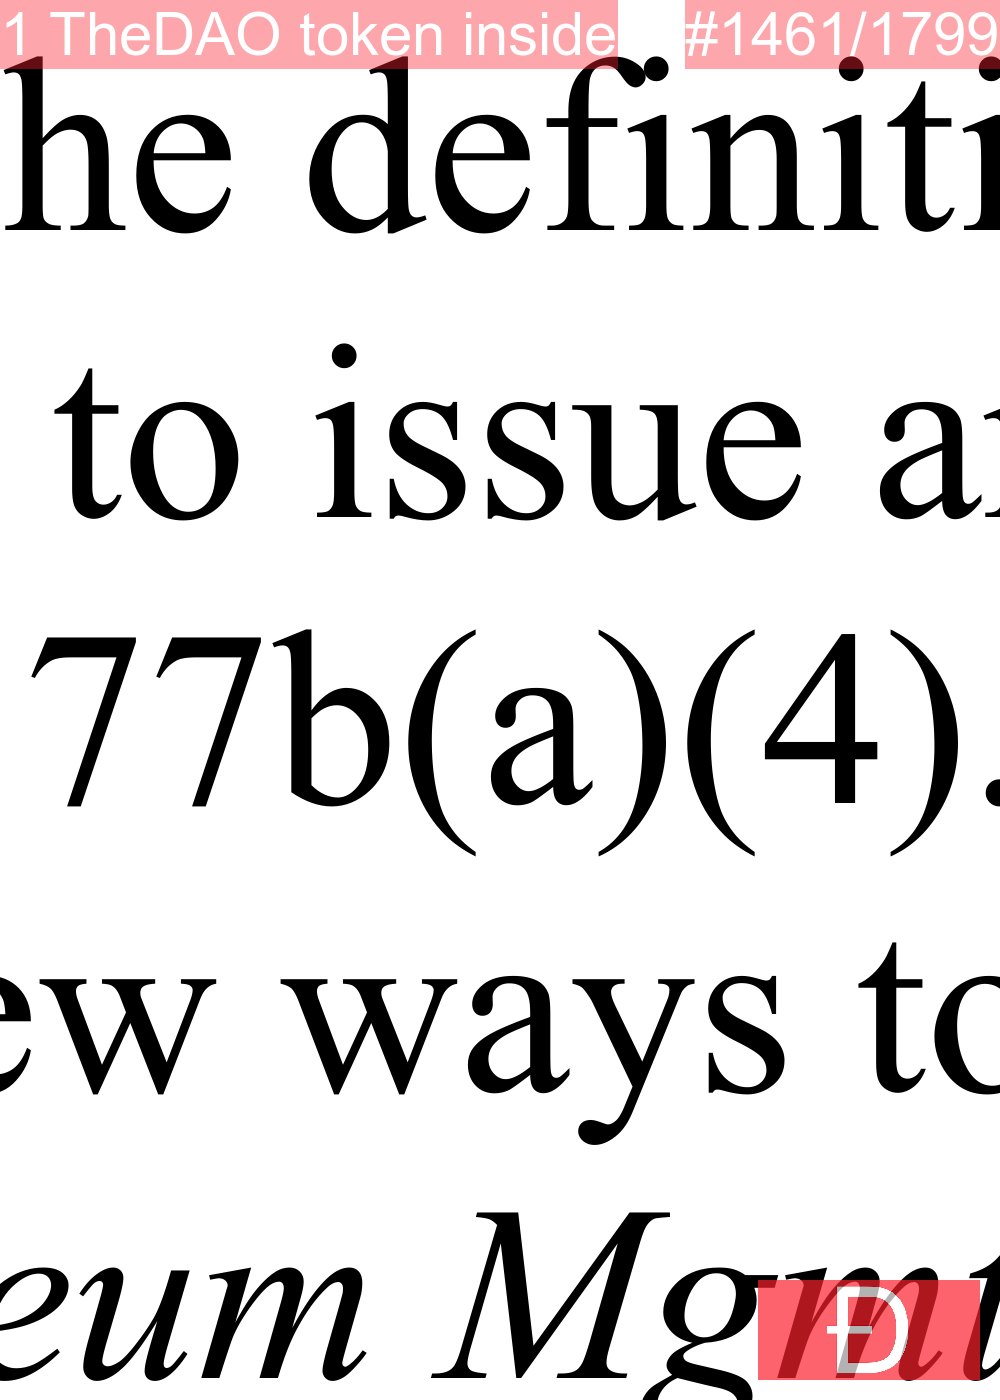 1 TheDAO token inside #1461/1799
he definiti
to issue a
77b(a)(4).
ew ways to
eum Mgmt
Ð